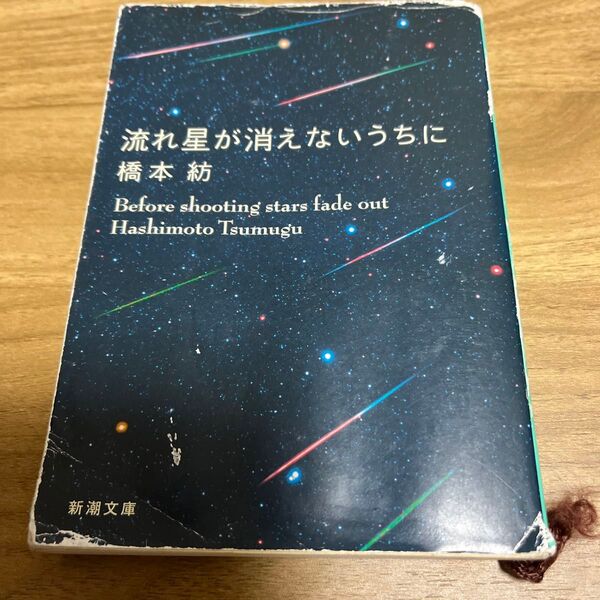 流れ星が消えないうちに
橋本 紡
Before shooting stars fade out
Hashimoto Tsumugu
新潮文庫